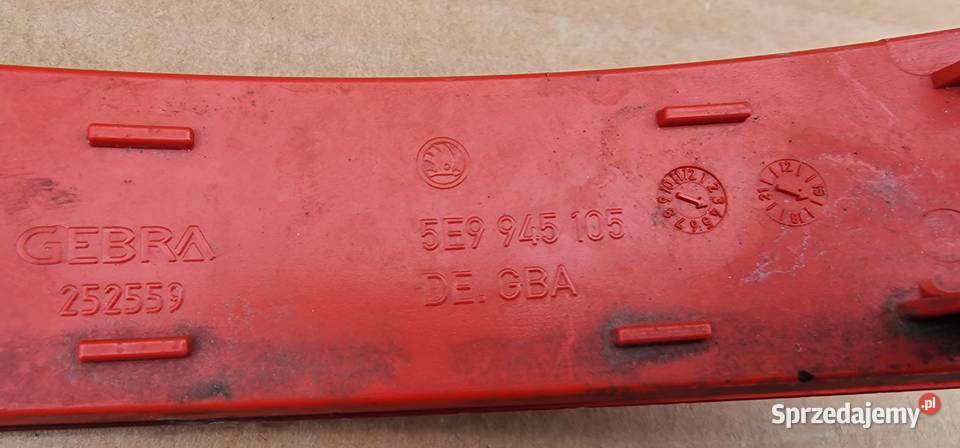 GEBRA
252559
5E9 945 105
DE. GBA
Sprzedajemy.pl